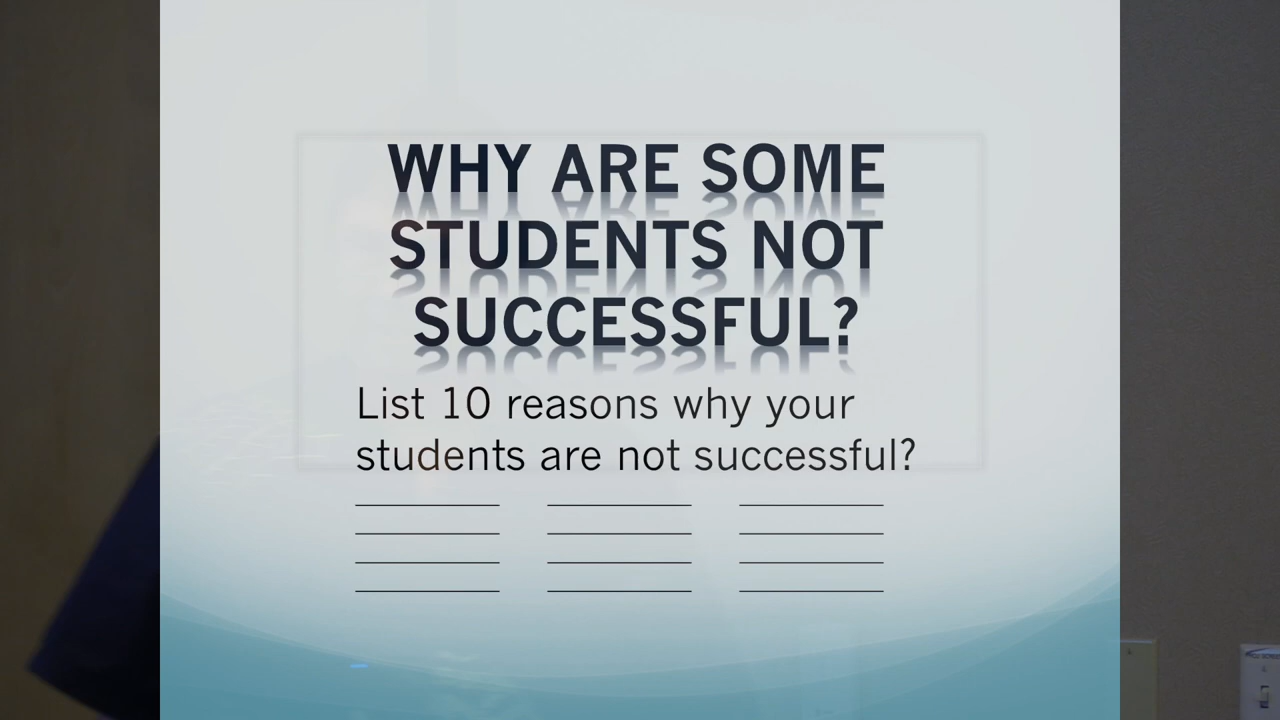 WHY ARE SOME
STUDENTS NOT
SUCCESSFUL?
List 10 reasons why your
students are not successful?